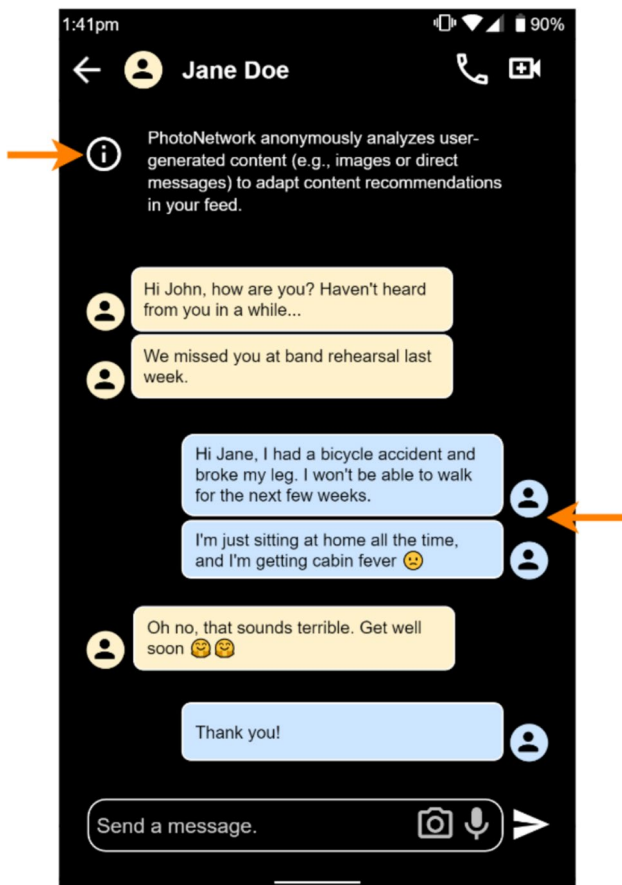 1:41pm 90%
Jane Doe
PhotoNetwork anonymously analyzes user-
generated content (e.g., images or direct
messages) to adapt content recommendations
in your feed.
Hi John, how are you? Haven't heard
from you in a while...
We missed you at band rehearsal last
week.
Hi Jane, I had a bicycle accident and
broke my leg. I won't be able to walk
for the next few weeks.
I'm just sitting at home all the time,
and I'm getting cabin fever 🙁
Oh no, that sounds terrible. Get well
soon 🤗🤗
Thank you!
Send a message.